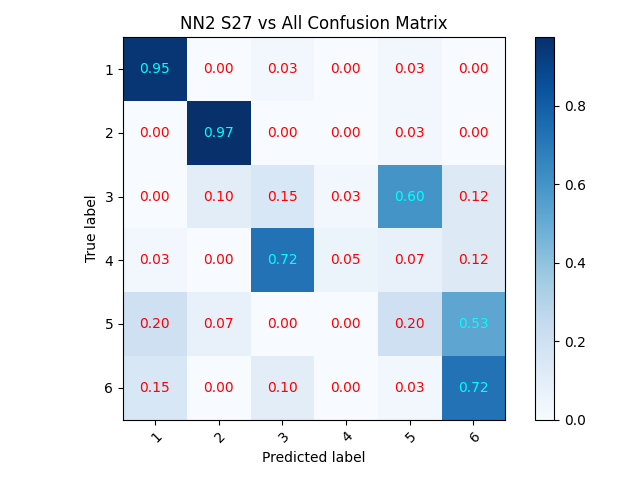 NN2 S27 vs All Confusion Matrix
True label
1 0.95 0.00 0.03 0.00 0.03 0.00
2 0.00 0.97 0.00 0.00 0.03 0.00
3 0.00 0.10 0.15 0.03 0.60 0.12
4 0.03 0.00 0.72 0.05 0.07 0.12
5 0.20 0.07 0.00 0.00 0.20 0.53
6 0.15 0.00 0.10 0.00 0.03 0.72
1 2 3 4 5 6
Predicted label
0.8
0.6
0.4
0.2
0.0